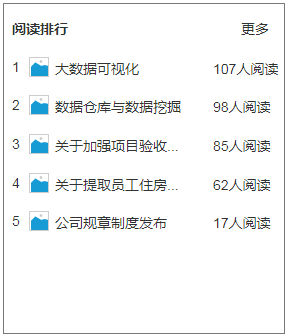 阅读排行 更多
1 大数据可视化 107人阅读
2 数据仓库与数据挖掘 98人阅读
3 关于加强项目验收... 85人阅读
4 关于提取员工住房... 62人阅读
5 公司规章制度发布 17人阅读